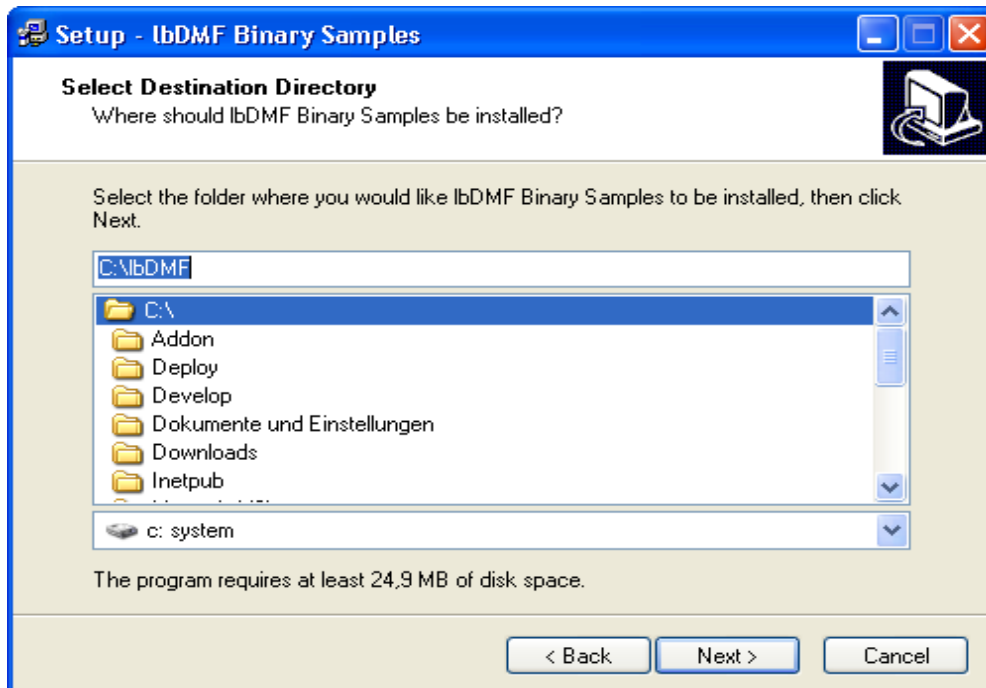 Setup - lbDMF Binary Samples
Select Destination Directory
Where should lbDMF Binary Samples be installed?
Select the folder where you would like lbDMF Binary Samples to be installed, then click
Next.
C:\lbDMF
C:\
Addon
Deploy
Develop
Dokumente und Einstellungen
Downloads
Inetpub
c: system
The program requires at least 24,9 MB of disk space.
< Back
Next >
Cancel